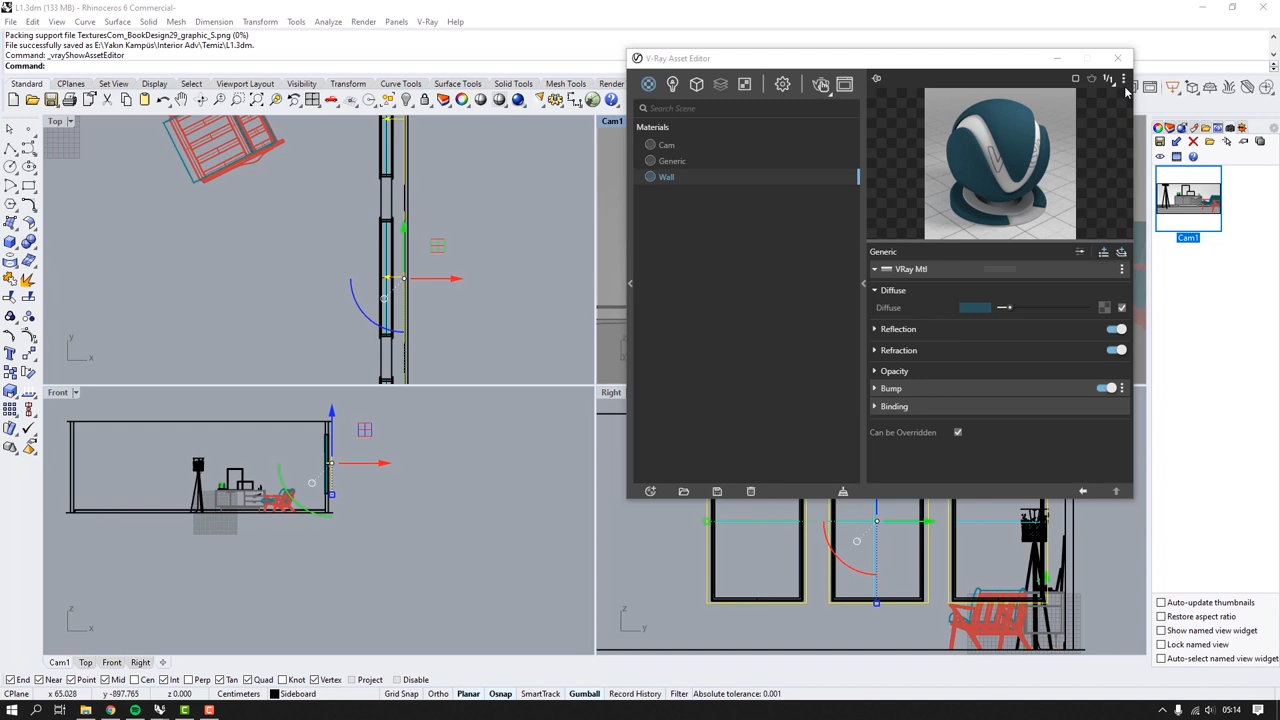 L1.3dm (133 MB) - Rhinoceros 6 Commercial-
File Edit View Curve Surface Solid Mesh Dimension Transform Tools Analyze Render Panels V-Ray Help
Packing support file TexturesCom_BookDesign29_graphic_S.png (0%)
File successfully saved as E:\Yakın Kampüs\Interior Adv\Temiz\L1.3dm.
Command: _vrayShowAssetEditor
Command:
Standard CPlanes Set View Display Select Viewport Layout Visibility Transform Curve Tools Surface Tools Solid Tools Mesh Tools
V-Ray Asset Editor
Search Scene
Materials
Cam
Generic
Wall
Generic
VRay Mtl
Diffuse
Diffuse
Reflection
Refraction
Opacity
Bump
Binding
Can be Overridden
Top
y
x
Cam1
Front
z
x
Right
z
y
Cam1
Auto-update thumbnails
Restore aspect ratio
Show named view widget
Lock named view
Auto-select named view widget
Cam1 Top Front Right
End Near Point Mid Cen Int Perp Tan Quad Knot Vertex Project Disable
CPlane x 65.028 y -897.765 z 0.000 Centimeters Sideboard Grid Snap Ortho Planar Osnap SmartTrack Gumball Record History Filter Absolute tolerance: 0.001
05:14